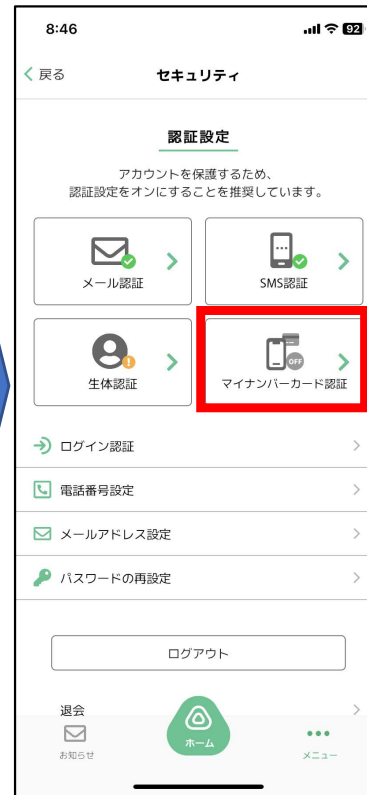 8:46
92
戻る
セキュリティ
認証設定
アカウントを保護するため、
認証設定をオンにすることを推奨しています。
メール認証
SMS認証
生体認証
OFF
マイナンバーカード認証
ログイン認証
電話番号設定
メールアドレス設定
パスワードの再設定
ログアウト
退会
お知らせ
ホーム
メニュー